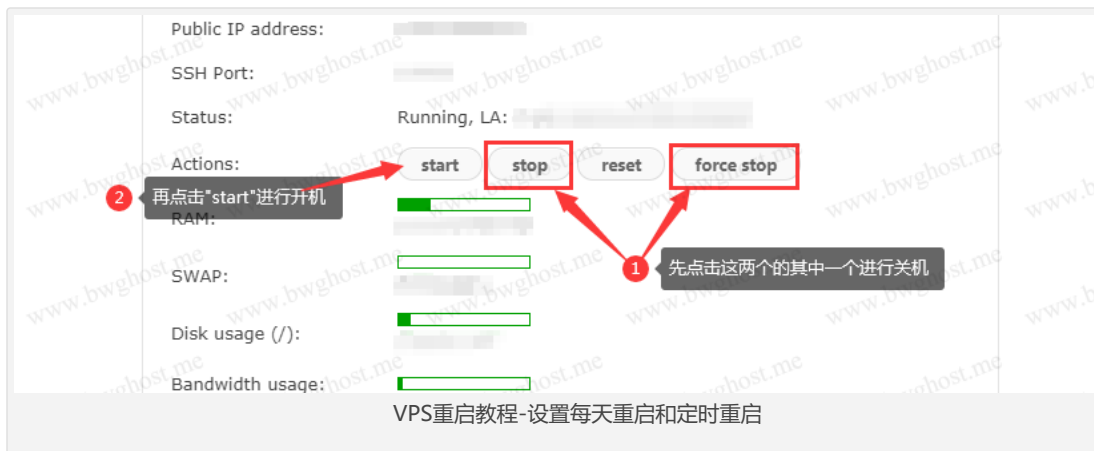 Public IP address:
SSH Port:
Status: Running, LA:
Actions: start stop reset force stop
2 再点击"start"进行开机
RAM:
1 先点击这两个的其中一个进行关机
SWAP:
Disk usage (/):
Bandwidth usage:
VPS重启教程-设置每天重启和定时重启
www.bwghost.me